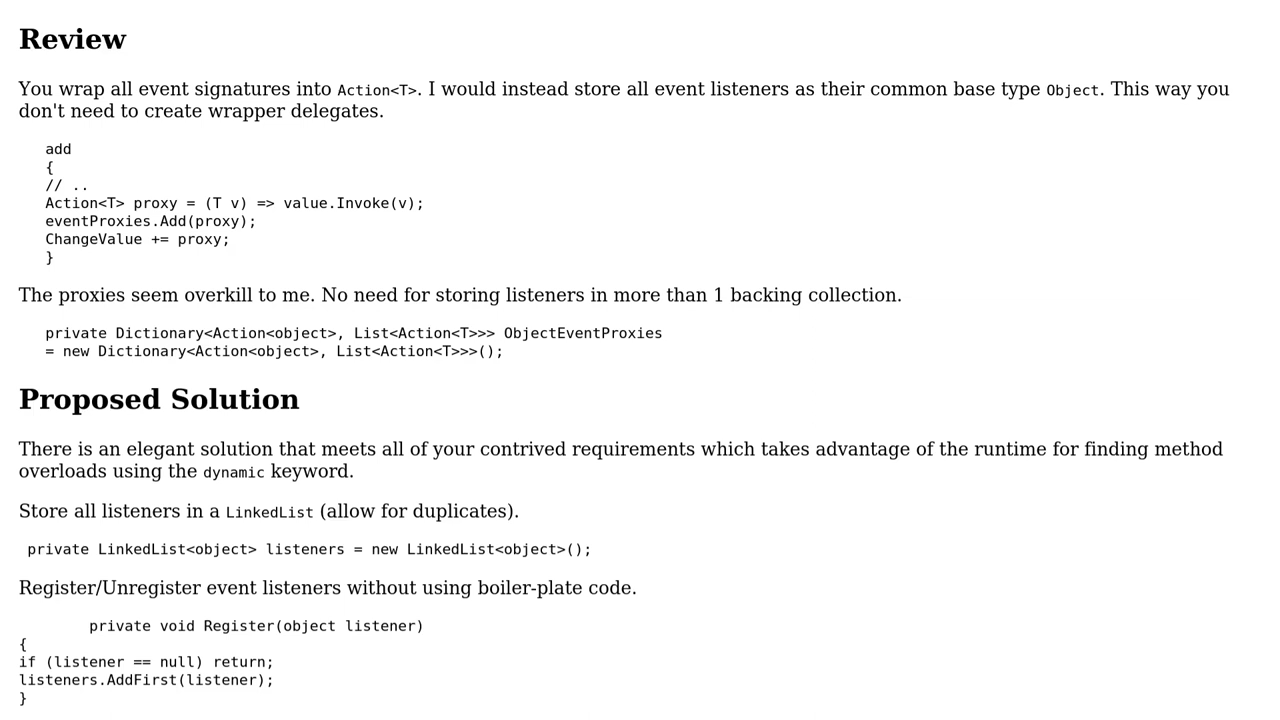 Review
You wrap all event signatures into Action<T>. I would instead store all event listeners as their common base type Object. This way you
don't need to create wrapper delegates.
add
{
// ..
Action<T> proxy = (T v) => value.Invoke(v);
eventProxies.Add(proxy);
ChangeValue += proxy;
}
The proxies seem overkill to me. No need for storing listeners in more than 1 backing collection.
private Dictionary<Action<object>, List<Action<T>>> ObjectEventProxies
= new Dictionary<Action<object>, List<Action<T>>>();
Proposed Solution
There is an elegant solution that meets all of your contrived requirements which takes advantage of the runtime for finding method
overloads using the dynamic keyword.
Store all listeners in a LinkedList (allow for duplicates).
private LinkedList<object> listeners = new LinkedList<object>();
Register/Unregister event listeners without using boiler-plate code.
private void Register(object listener)
{
if (listener == null) return;
listeners.AddFirst(listener);
}